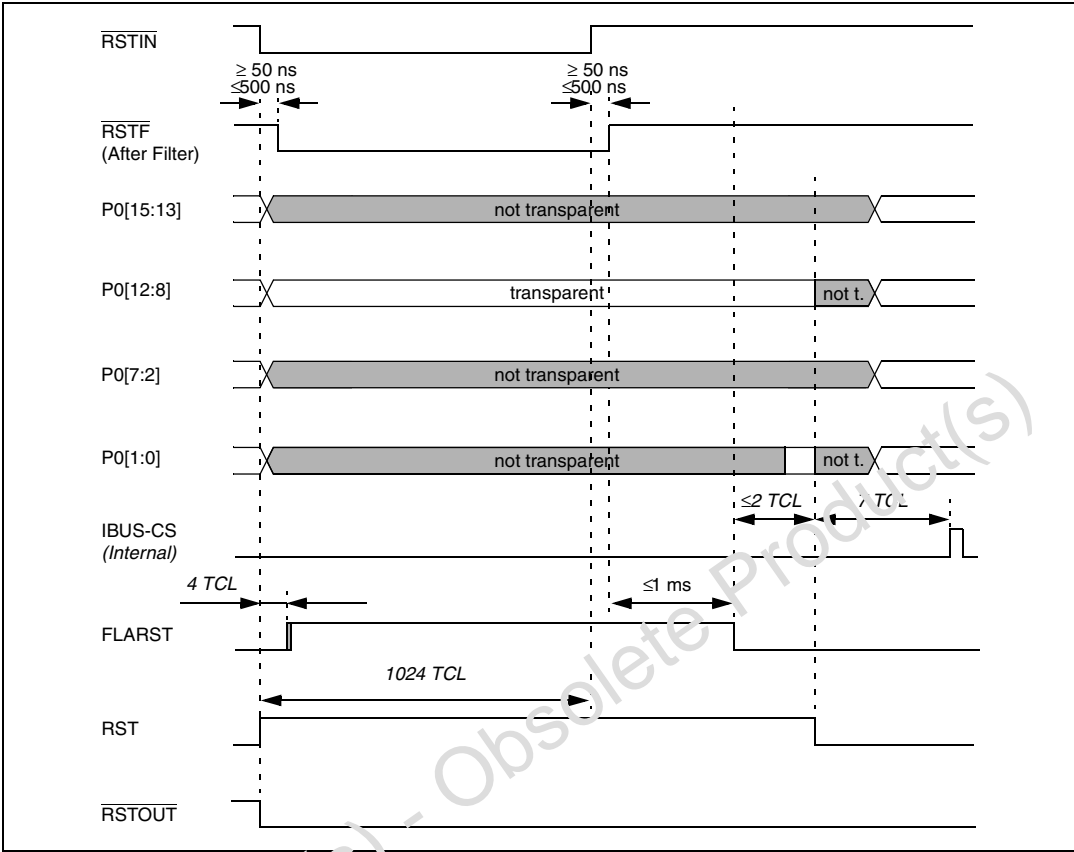 RSTIN
≥ 50 ns
≤500 ns
≥ 50 ns
≤500 ns
RSTF
(After Filter)
P0[15:13]
not transparent
P0[12:8]
transparent
not t.
P0[7:2]
not transparent
P0[1:0]
not transparent
not t.
≤2 TCL
7 TCL
IBUS-CS
(Internal)
4 TCL
≤1 ms
FLARST
1024 TCL
RST
RSTOUT
) - Obsolete Product(s)